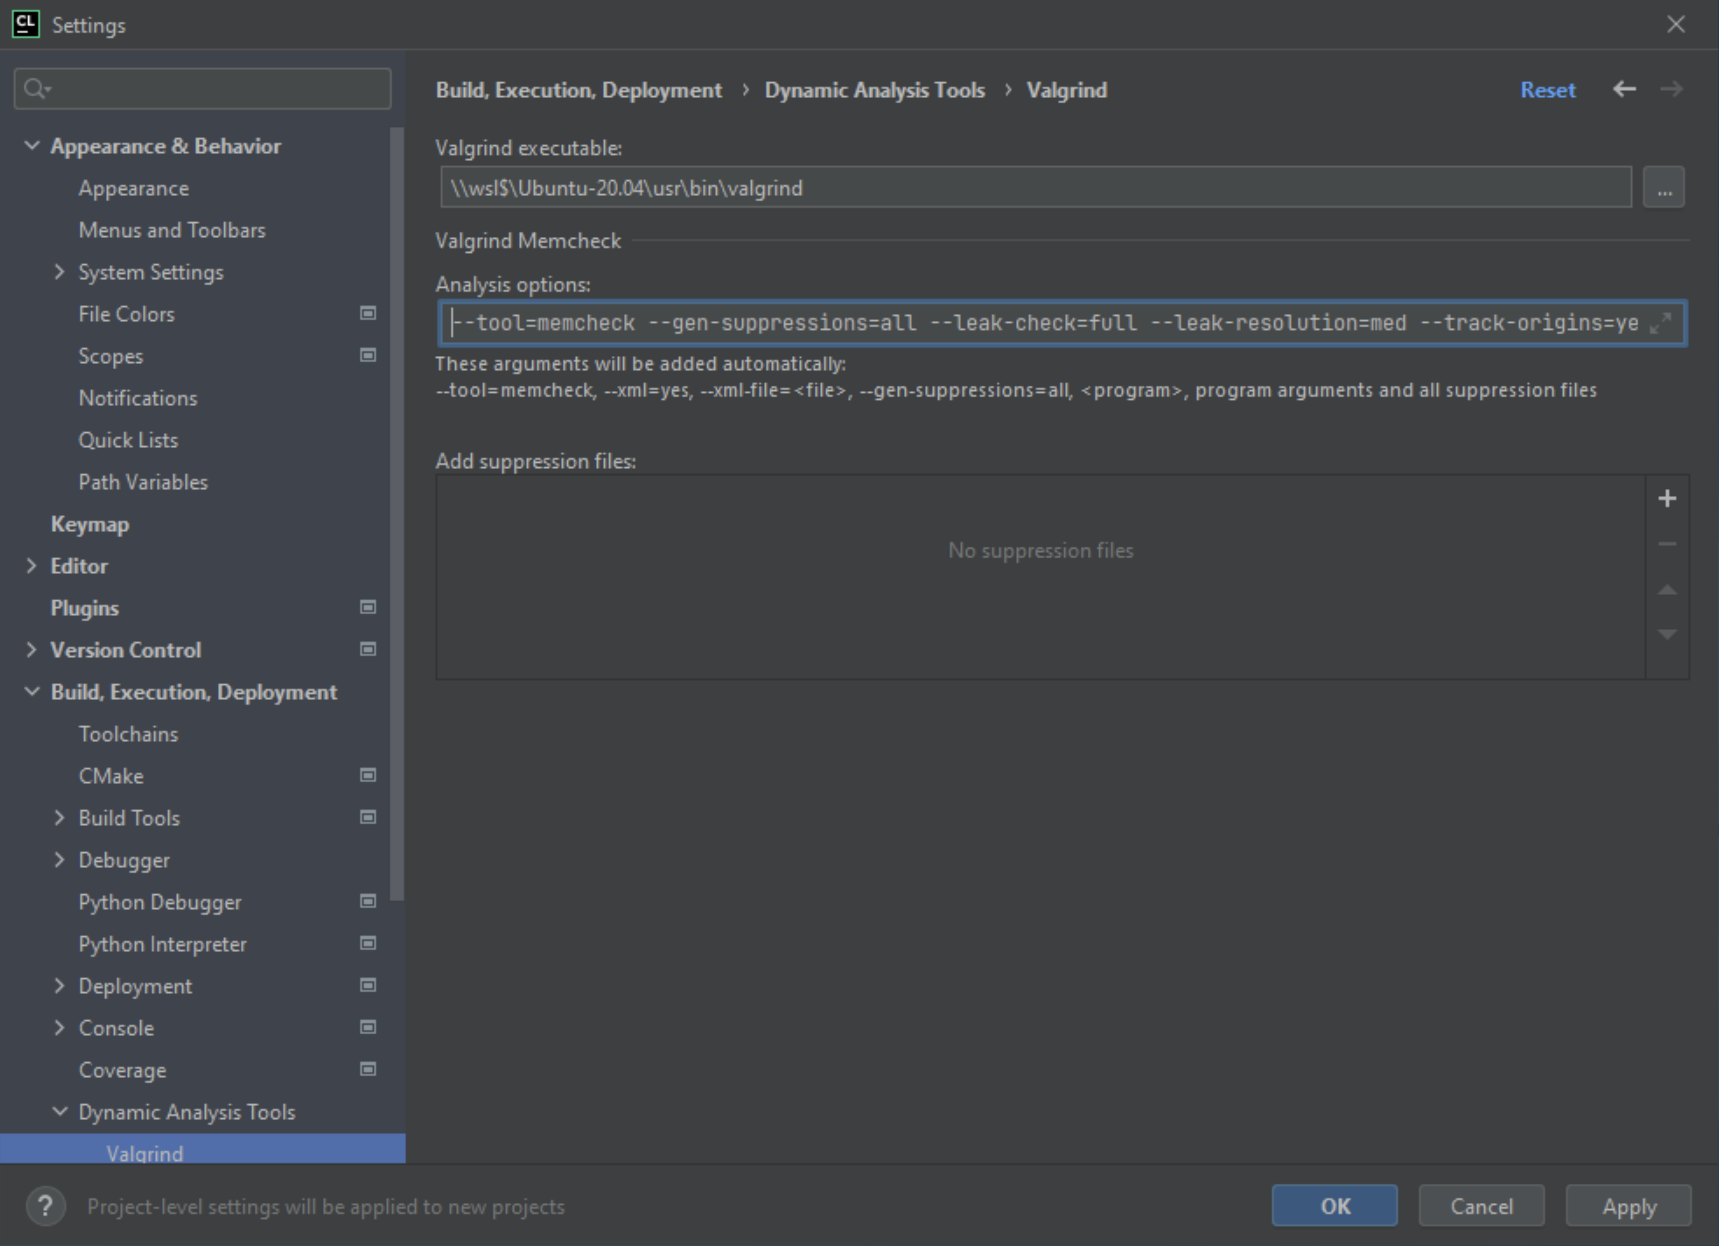 CL Settings
Appearance & Behavior
Appearance
Menus and Toolbars
System Settings
File Colors
Scopes
Notifications
Quick Lists
Path Variables
Keymap
Editor
Plugins
Version Control
Build, Execution, Deployment
Toolchains
CMake
Build Tools
Debugger
Python Debugger
Python Interpreter
Deployment
Console
Coverage
Dynamic Analysis Tools
Valgrind
Build, Execution, Deployment › Dynamic Analysis Tools › Valgrind
Reset
Valgrind executable:
\\wsl$\Ubuntu-20.04\usr\bin\valgrind
...
Valgrind Memcheck
Analysis options:
--tool=memcheck --gen-suppressions=all --leak-check=full --leak-resolution=med --track-origins=ye
These arguments will be added automatically:
--tool=memcheck, --xml=yes, --xml-file=<file>, --gen-suppressions=all, <program>, program arguments and all suppression files
Add suppression files:
No suppression files
? Project-level settings will be applied to new projects
OK
Cancel
Apply